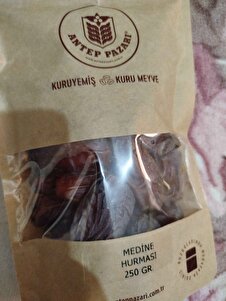 ANTEP PAZARI
KURUYEMİŞ
KURU MEYVE
MEDİNE
HURMASI
250 GR.